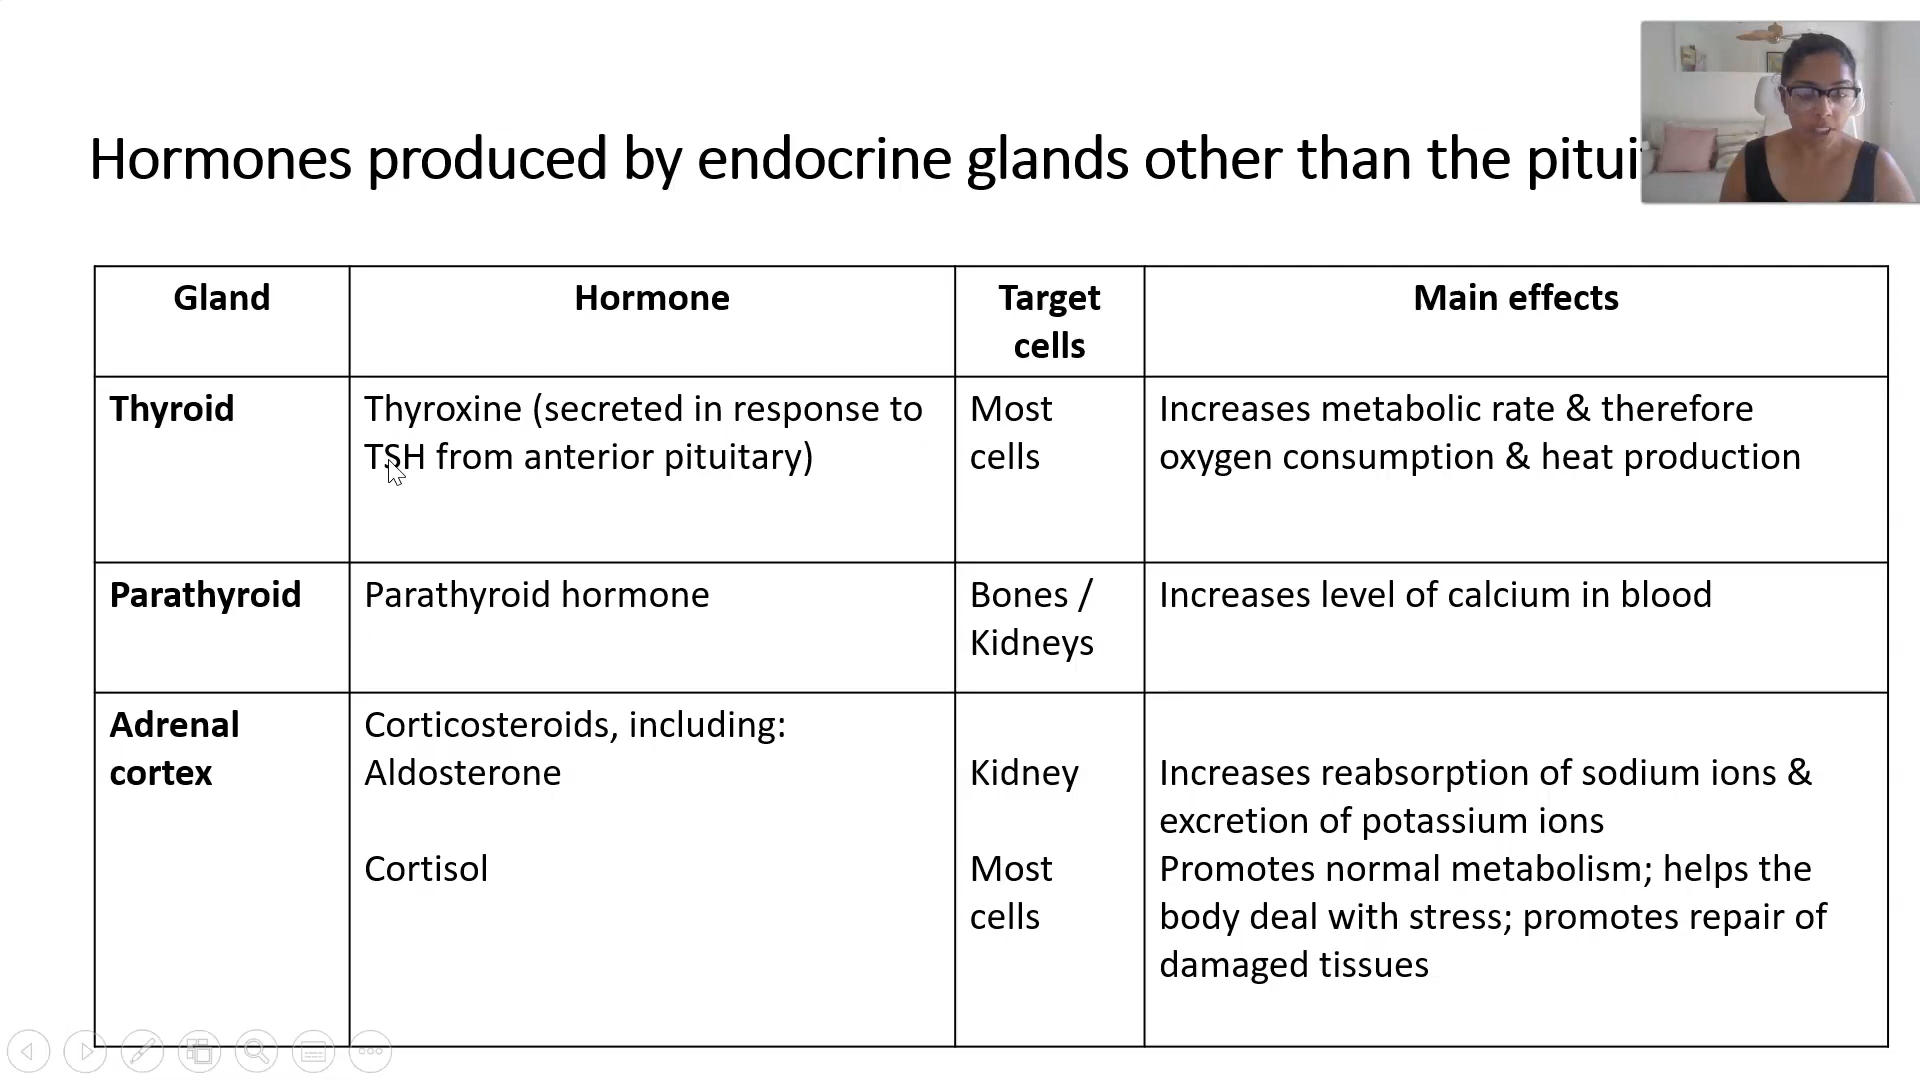 Hormones produced by endocrine glands other than the pitui
Gland
Hormone
Target
cells
Main effects
Thyroid
Thyroxine (secreted in response to
TSH from anterior pituitary)
Most
cells
Increases metabolic rate & therefore
oxygen consumption & heat production
Parathyroid
Parathyroid hormone
Bones /
Kidneys
Increases level of calcium in blood
Adrenal
cortex
Corticosteroids, including:
Aldosterone
Kidney
Increases reabsorption of sodium ions &
excretion of potassium ions
Cortisol
Most
cells
Promotes normal metabolism; helps the
body deal with stress; promotes repair of
damaged tissues